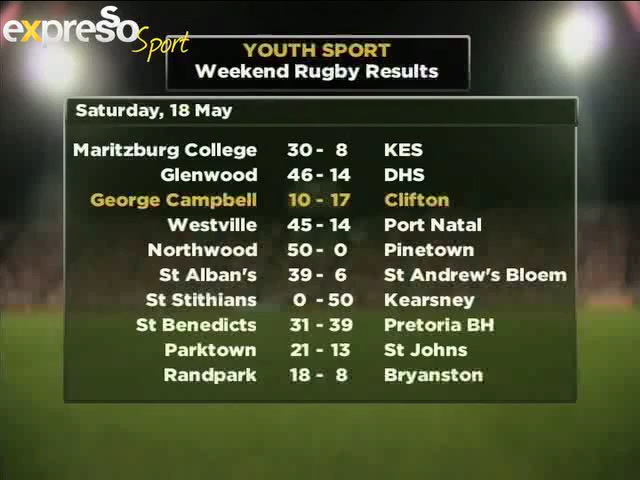 expresso Sport
YOUTH SPORT
Weekend Rugby Results
Saturday, 18 May
Maritzburg College 30 - 8 KES
Glenwood 46 - 14 DHS
George Campbell 10 - 17 Clifton
Westville 45 - 14 Port Natal
Northwood 50 - 0 Pinetown
St Alban's 39 - 6 St Andrew's Bloem
St Stithians 0 - 50 Kearsney
St Benedicts 31 - 39 Pretoria BH
Parktown 21 - 13 St Johns
Randpark 18 - 8 Bryanston